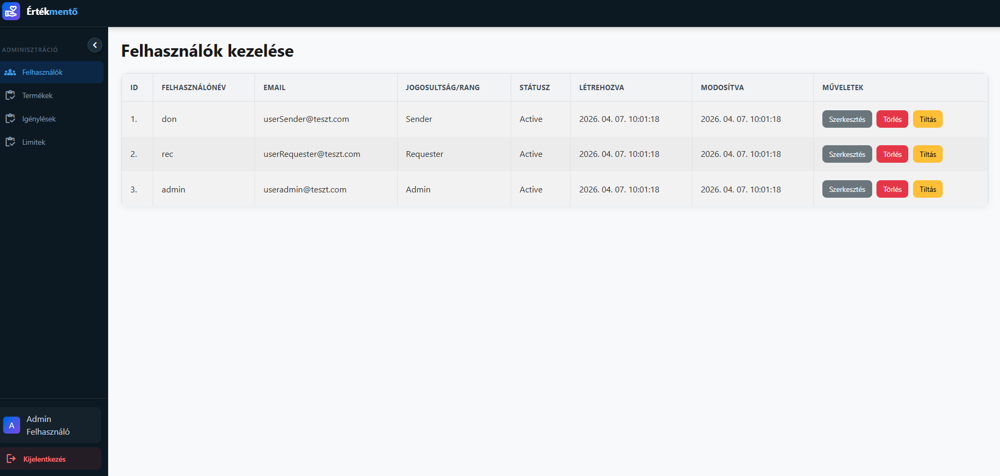 Értékmentő
ADMINISZTRÁCIÓ
Felhasználók
Termékek
Igénylések
Limitek
Admin
Felhasználó
A
Kijelentkezés
Felhasználók kezelése
ID FELHASZNÁLÓNÉV EMAIL JOGOSULTSÁG/RANG STÁTUSZ LÉTREHOZVA MODOSÍTVA MŰVELETEK
1. don userSender@teszt.com Sender Active 2026. 04. 07. 10:01:18 2026. 04. 07. 10:01:18 Szerkesztés Törlés Tiltás
2. rec userRequester@teszt.com Requester Active 2026. 04. 07. 10:01:18 2026. 04. 07. 10:01:18 Szerkesztés Törlés Tiltás
3. admin useradmin@teszt.com Admin Active 2026. 04. 07. 10:01:18 2026. 04. 07. 10:01:18 Szerkesztés Törlés Tiltás